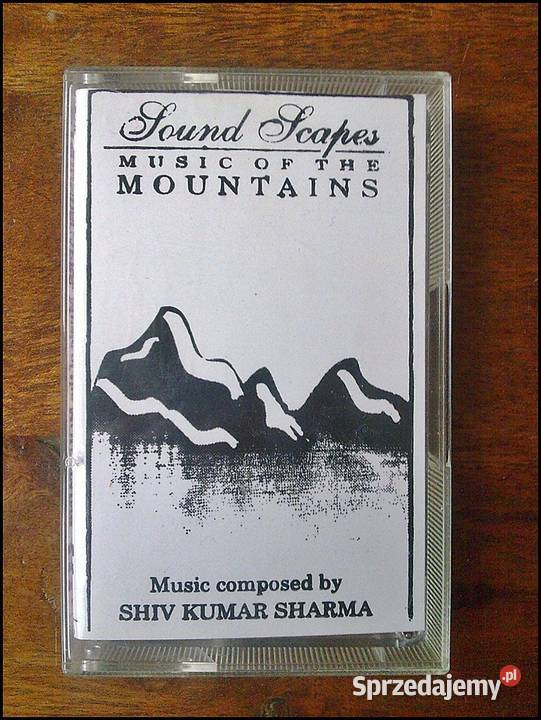 Sound Scapes
MUSIC OF THE
MOUNTAINS
Music composed by
SHIV KUMAR SHARMA
Sprzedajemy.pl